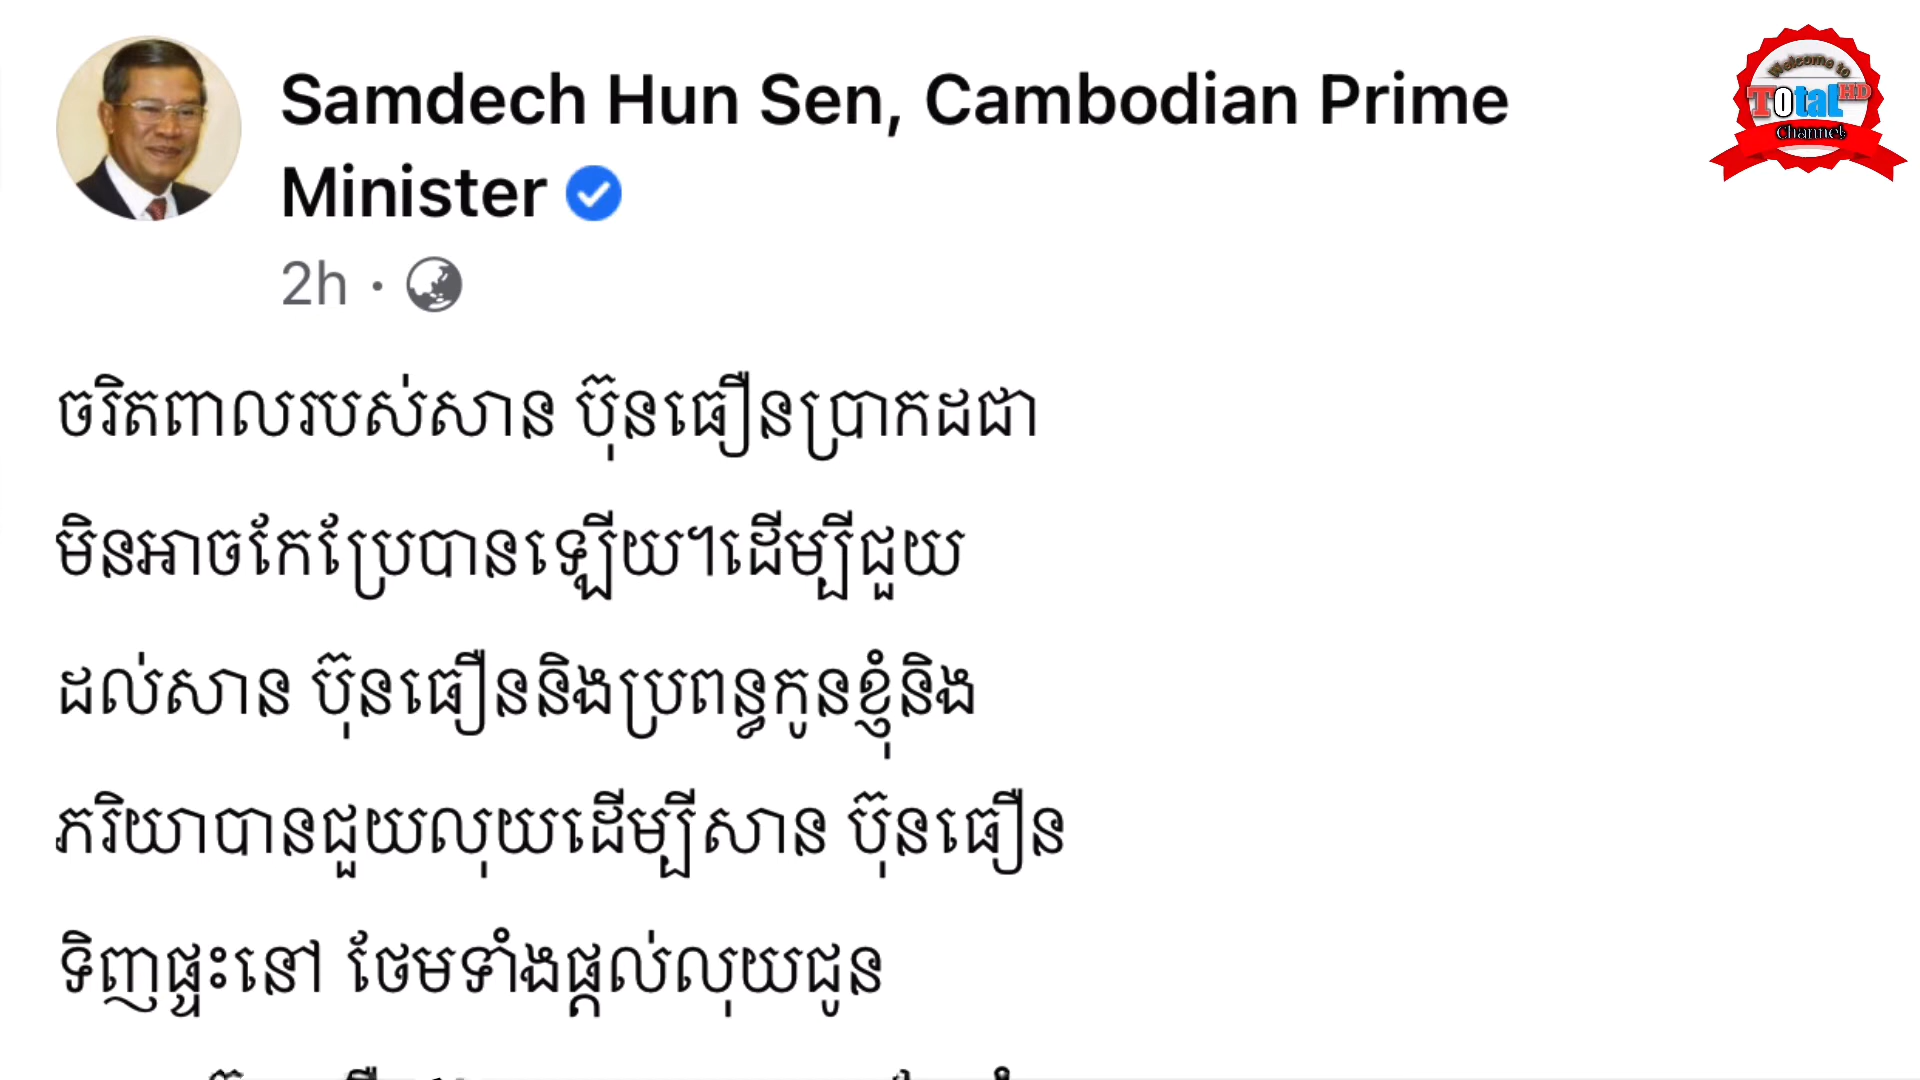 Samdech Hun Sen, Cambodian Prime
Minister
2h ·
ចរិតពាលរបស់សាន ប៊ុនធឿនប្រាកដជា
មិនអាចកែប្រែបានឡើយ។ដើម្បីជួយ
ដល់សាន ប៊ុនធឿននិងប្រពន្ធកូនខ្ញុំនិង
ភរិយាបានជួយលុយដើម្បីសាន ប៊ុនធឿន
ទិញផ្ទះនៅ ថែមទាំងផ្តល់លុយជូន
Welcome to
Total HD
Channel